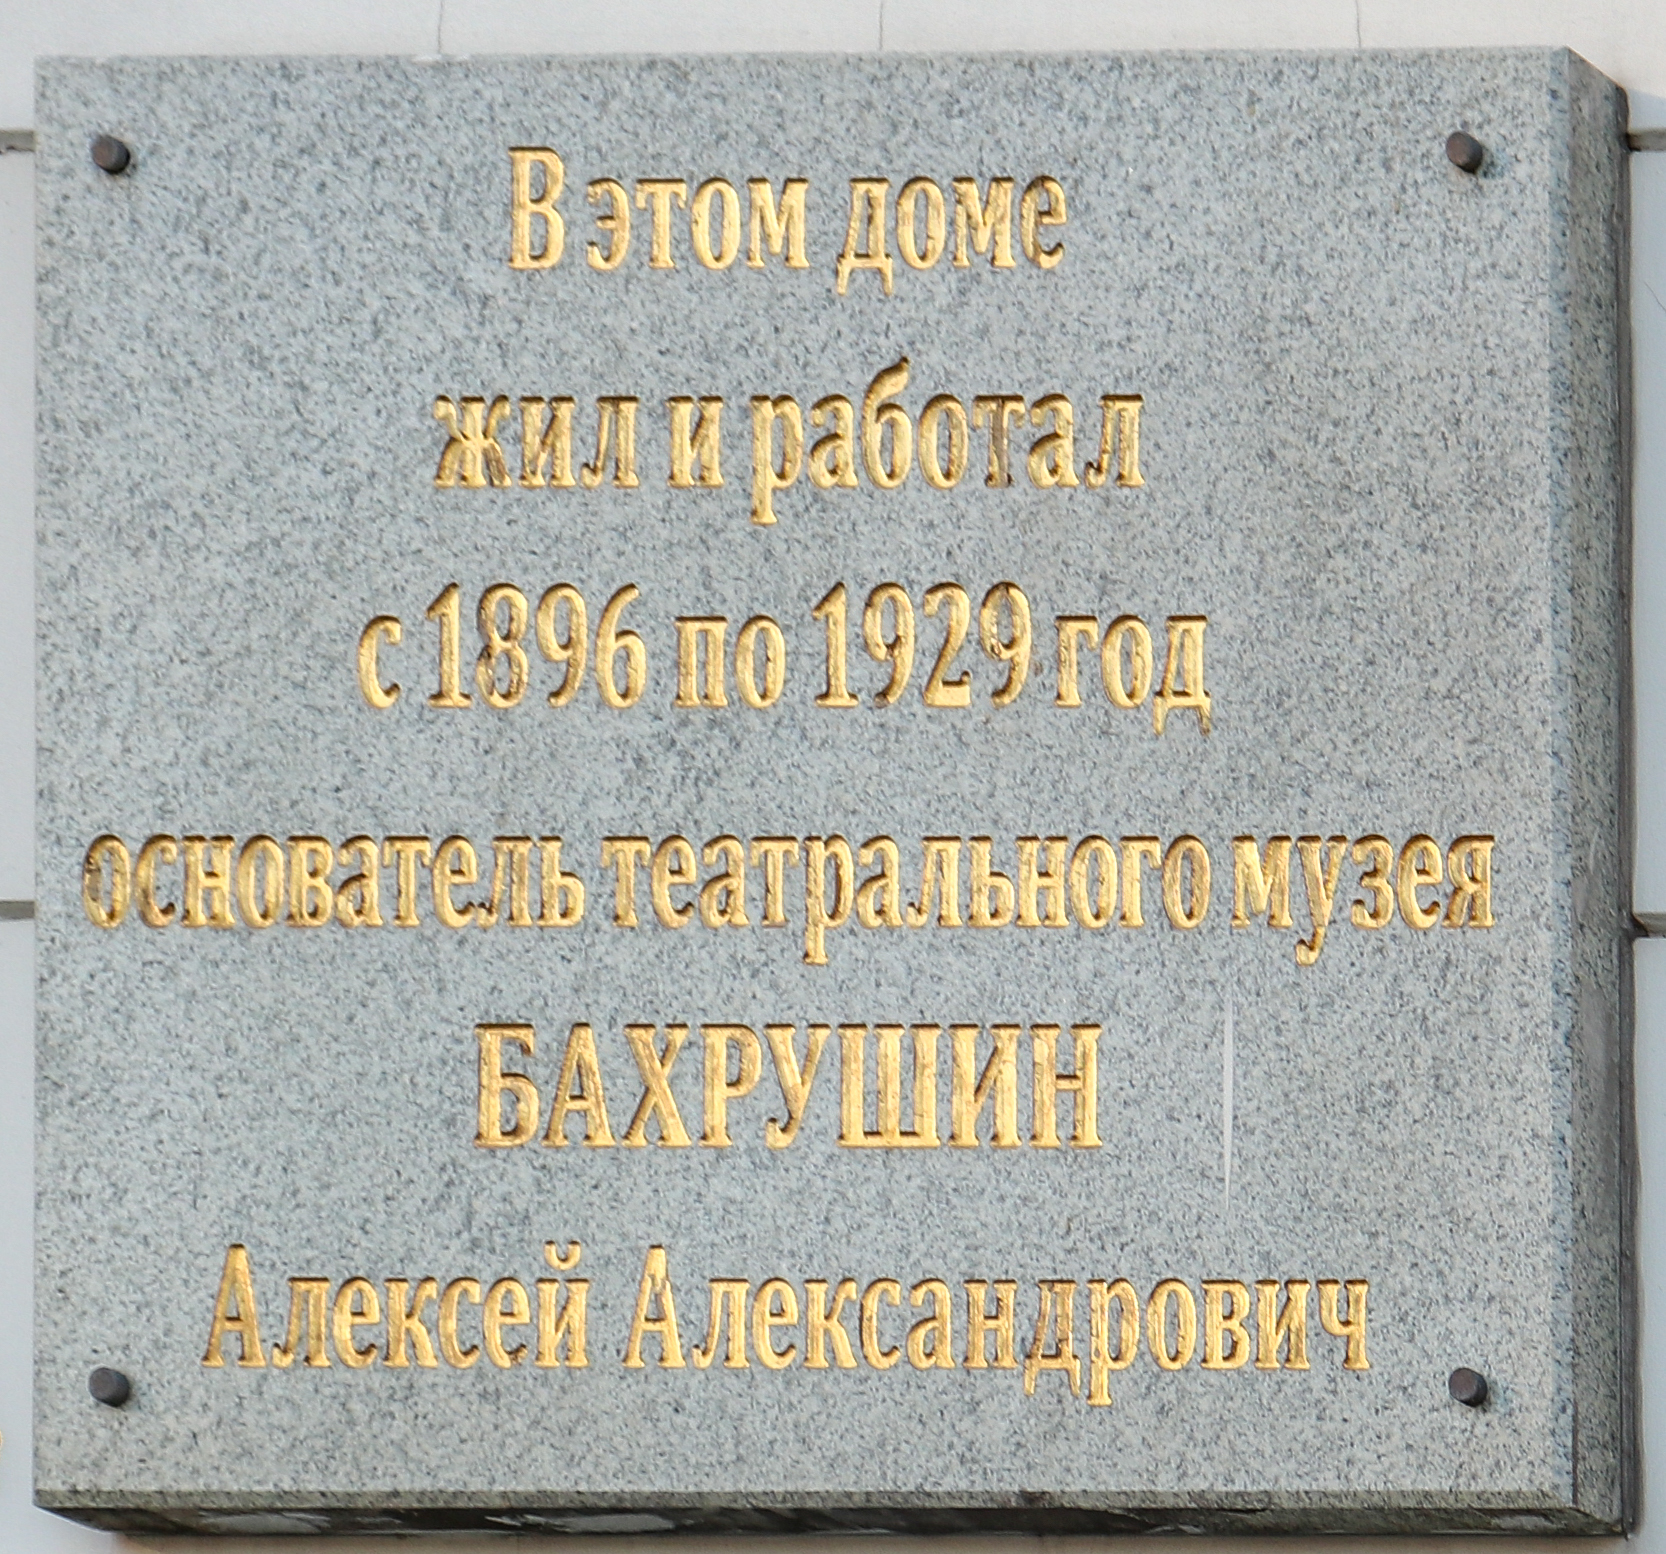 В этом доме
жил и работал
с 1896 по 1929 год
основатель театрального музея
БАХРУШИН
Алексей Александрович